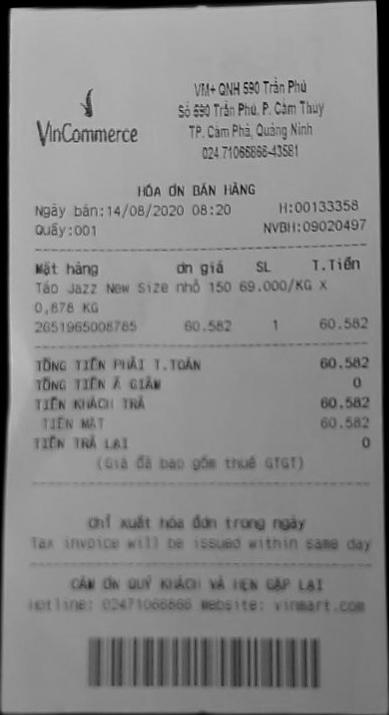 VinCommerce
VM+ QNH 590 Trần Phú
Số 590 Trần Phú, P. Cẩm Thuỷ
TP. Cẩm Phả, Quảng Ninh
024.71066866-43581
HÓA ƠN BÁN HÀNG
Ngày bán:14/08/2020 08:20 H:00133358
Quầy:001 NVBH:09020497
Mặt hàng ơn giá SL T.Tiền
Táo Jazz New Size nhỏ 150 69.000/KG X
0,878 KG
2651965008785 60.582 1 60.582
TỔNG TIỀN PHẢI T.TOÁN 60.582
TỔNG TIỀN Ã GIẢM 0
TIỀN KHÁCH TRẢ 60.582
TIỀN MẶT 60.582
TIỀN TRẢ LẠI 0
(Giá đã bao gồm thuế GTGT)
Chỉ xuất hóa đơn trong ngày
Tax invoice will be issued within same day
CẢM ƠN QUÝ KHÁCH VÀ HẸN GẶP LẠI
Hotline: 02471066866 Website: vinmart.com